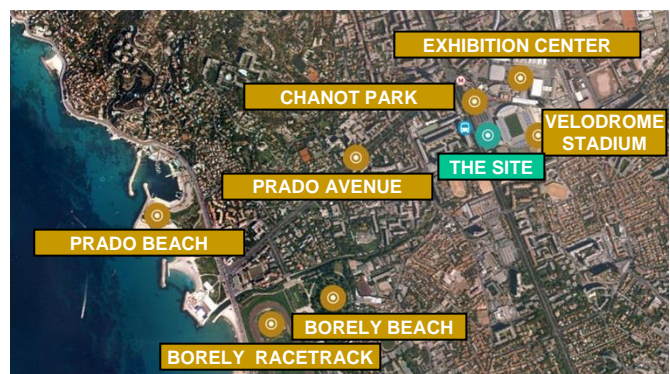 EXHIBITION CENTER
CHANOT PARK
M
VELODROME
STADIUM
THE SITE
PRADO AVENUE
PRADO BEACH
BORELY BEACH
BORELY RACETRACK